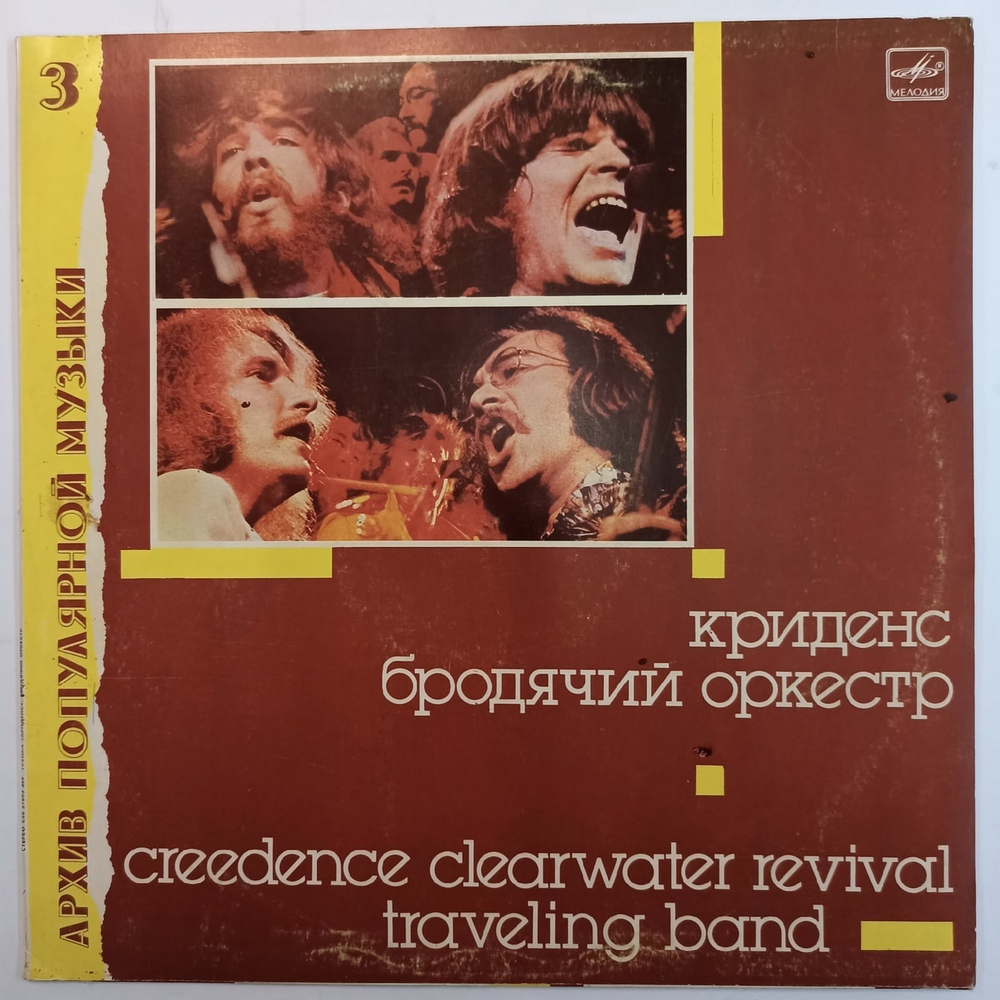 3
АРХИВ ПОПУЛЯРНОЙ МУЗЫКИ
МЕЛОДИЯ
криденс
бродячий оркестр
creedence clearwater revival
traveling band